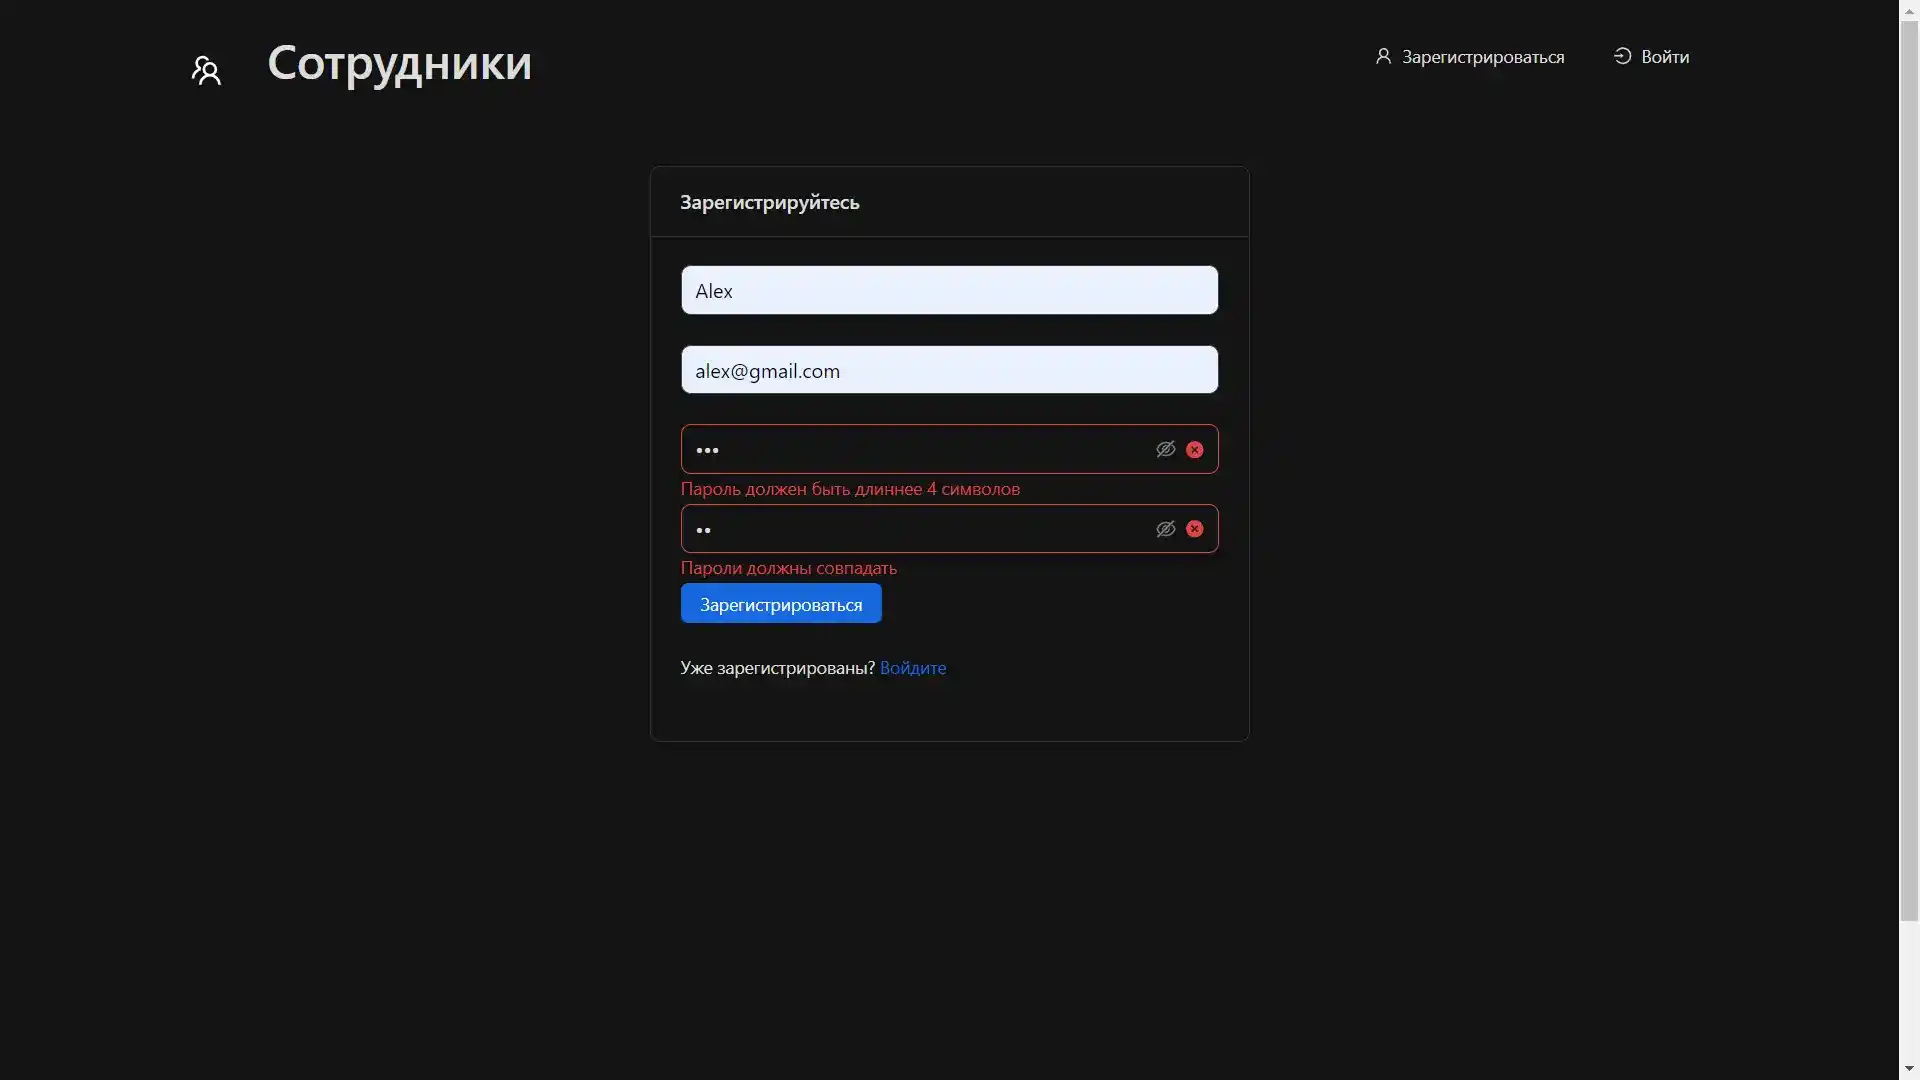 Сотрудники
Зарегистрироваться
Войти
Зарегистрируйтесь
Alex
alex@gmail.com
•••
Пароль должен быть длиннее 4 символов
••
Пароли должны совпадать
Зарегистрироваться
Уже зарегистрированы? Войдите